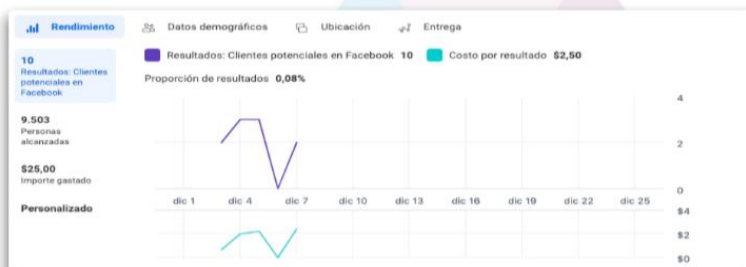 Rendimiento
Datos demográficos
Ubicación
Entrega
10
Resultados: Clientes
potenciales en
Facebook
9.503
Personas
alcanzadas
$25,00
Importe gastado
Personalizado
Resultados: Clientes potenciales en Facebook 10
Costo por resultado $2,50
Proporción de resultados 0,08%
4
2
0
dic 1 dic 4 dic 7 dic 10 dic 13 dic 16 dic 19 dic 22 dic 25
$4
$2
$0